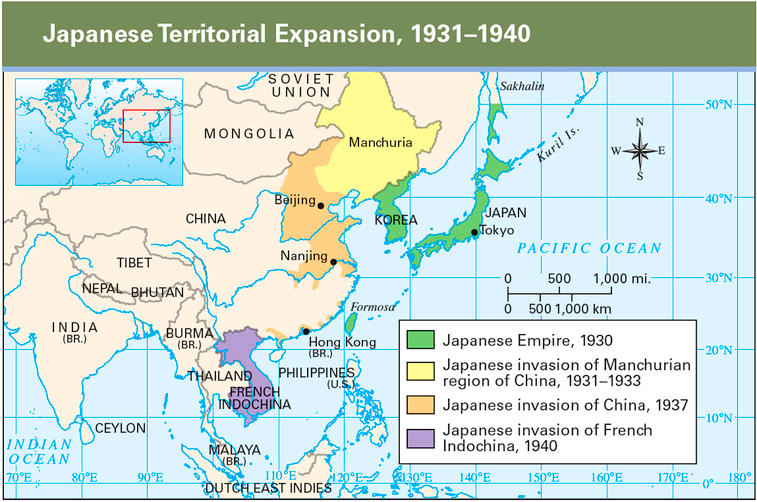 Japanese Territorial Expansion, 1931–1940
SOVIET
UNION
Sakhalin
50°N
MONGOLIA
Manchuria
Kuril Is.
N
W
E
S
Beijing
40°N
CHINA
KOREA
JAPAN
Tokyo
PACIFIC OCEAN
Nanjing
TIBET
0 500 1,000 mi.
30°N
0 500 1,000 km
NEPAL
BHUTAN
Formosa
INDIA
(BR.)
BURMA
(BR.)
Hong Kong
(BR.)
20°N
THAILAND
PHILIPPINES
(U.S.)
FRENCH
INDOCHINA
10°N
CEYLON
INDIAN
OCEAN
MALAYA
(BR.)
70°E
80°E
90°E
110°E
120°E
130°E
140°E
150°E
160°E
170°E
180°
0°
DUTCH EAST INDIES
Japanese Empire, 1930
Japanese invasion of Manchurian
region of China, 1931–1933
Japanese invasion of China, 1937
Japanese invasion of French
Indochina, 1940